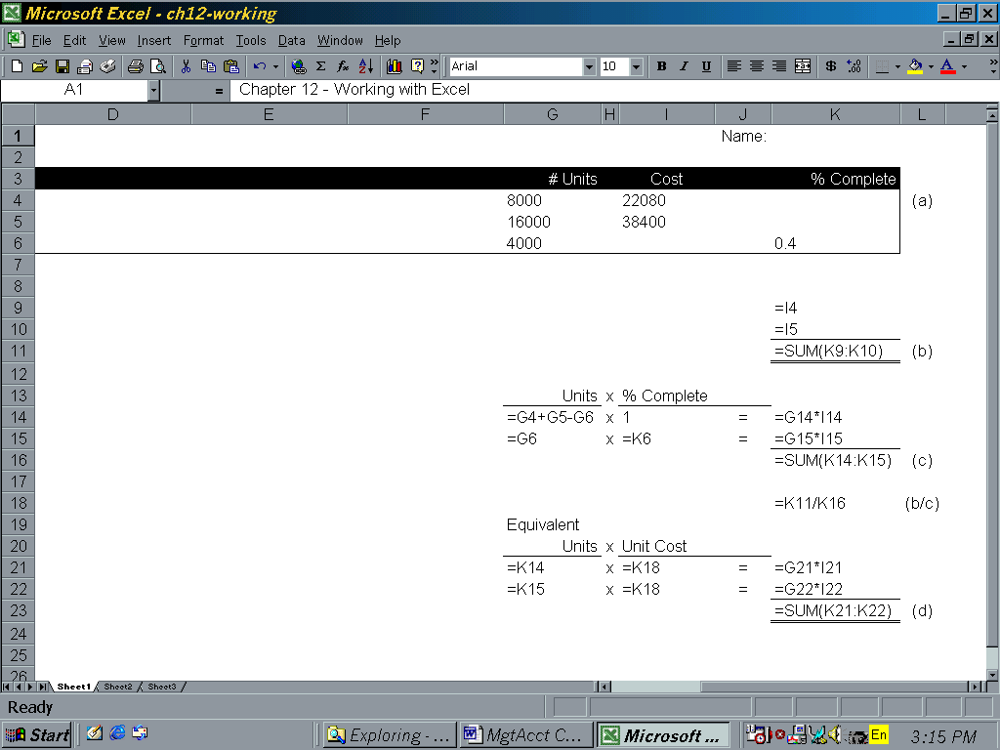 Microsoft Excel - ch12-working
File Edit View Insert Format Tools Data Window Help
Arial 10 B I U $
A1 = Chapter 12 - Working with Excel
D E F G H I J K L
1 Name:
2
3 # Units Cost % Complete
4 8000 22080 (a)
5 16000 38400
6 4000 0.4
7
8
9 =I4
10 =I5
11 =SUM(K9:K10) (b)
12
13 Units x % Complete
14 =G4+G5-G6 x 1 = =G14*I14
15 =G6 x =K6 = =G15*I15
16 =SUM(K14:K15) (c)
17
18 =K11/K16 (b/c)
19 Equivalent
20 Units x Unit Cost
21 =K14 x =K18 = =G21*I21
22 =K15 x =K18 = =G22*I22
23 =SUM(K21:K22) (d)
24
25
26
Sheet1 Sheet2 Sheet3
Ready
Start Exploring - ... MgtAcct C... Microsoft ... En 3:15 PM